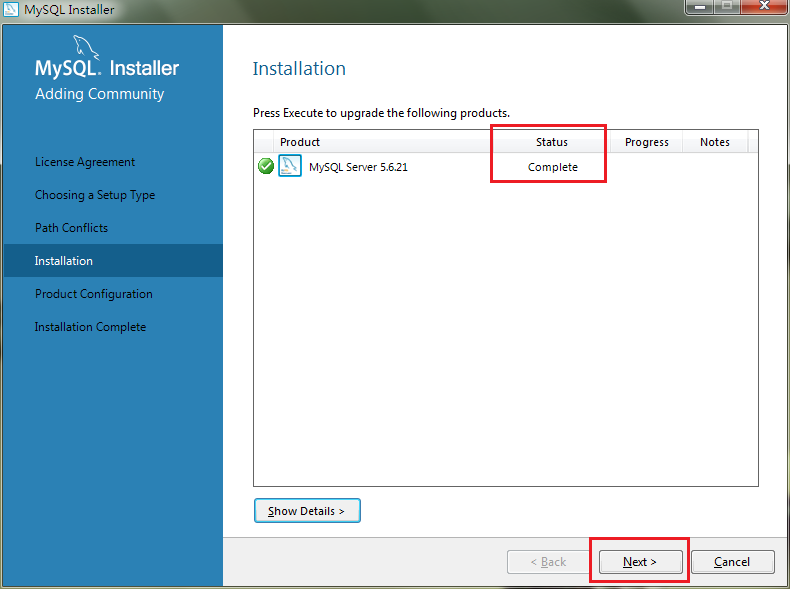 MySQL Installer
MySQL. Installer
Adding Community
License Agreement
Choosing a Setup Type
Path Conflicts
Installation
Product Configuration
Installation Complete
Installation
Press Execute to upgrade the following products.
Product Status Progress Notes
MySQL Server 5.6.21 Complete
Show Details >
< Back Next > Cancel